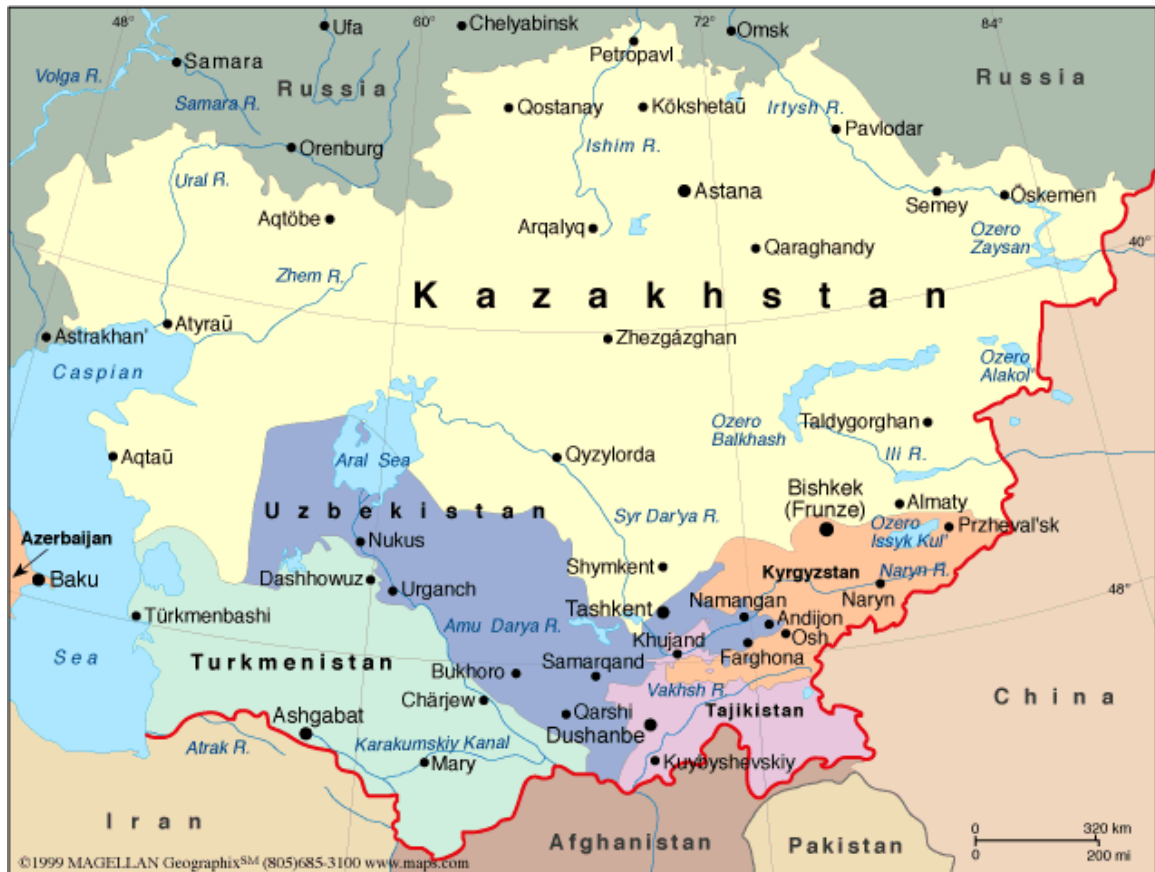 48°
60°
72°
84°
Ufa
Chelyabinsk
Omsk
Petropavl
Samara
Volga R.
Russia
Russia
Samara R.
Qostanay
Kökshetaū
Irtysh R.
Pavlodar
Orenburg
Ishim R.
Ural R.
Astana
Semey
Öskemen
Aqtöbe
Arqalyq
Ozero
Zaysan
40°
Qaraghandy
Zhem R.
Kazakhstan
Atyraū
Astrakhan'
Zhezgázghan
Caspian
Ozero
Alakol'
Ozero
Balkhash
Taldygorghan
Aqtaū
Aral Sea
Qyzylorda
Ili R.
Bishkek
(Frunze)
Almaty
Uzbekistan
Syr Dar'ya R.
Ozero
Issyk Kul'
Przheval'sk
Azerbaijan
Nukus
Baku
Dashhowuz
Urganch
Shymkent
Kyrgyzstan
Naryn R.
Naryn
48°
Türkmenbashi
Tashkent
Namangan
Andijon
Osh
Amu Darya R.
Khujand
Farghona
Sea
Turkmenistan
Bukhoro
Samarqand
Vakhsh R.
China
Chärjew
Qarshi
Tajikistan
Ashgabat
Dushanbe
Atrak R.
Karakumskiy Kanal
Mary
Kuybyshevskiy
Iran
Afghanistan
Pakistan
0 320 km
0 200 mi
©1999 MAGELLAN Geographix℠ (805)685-3100 www.maps.com